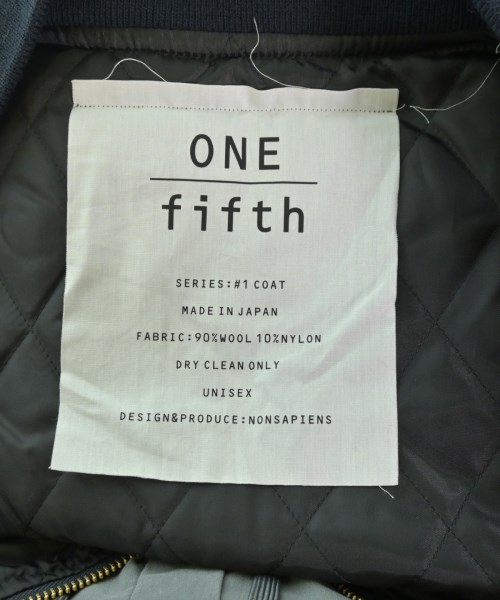 ONE
fifth
SERIES:#1 COAT
MADE IN JAPAN
FABRIC:90%WOOL 10%NYLON
DRY CLEAN ONLY
UNISEX
DESIGN&PRODUCE:NONSAPIENS